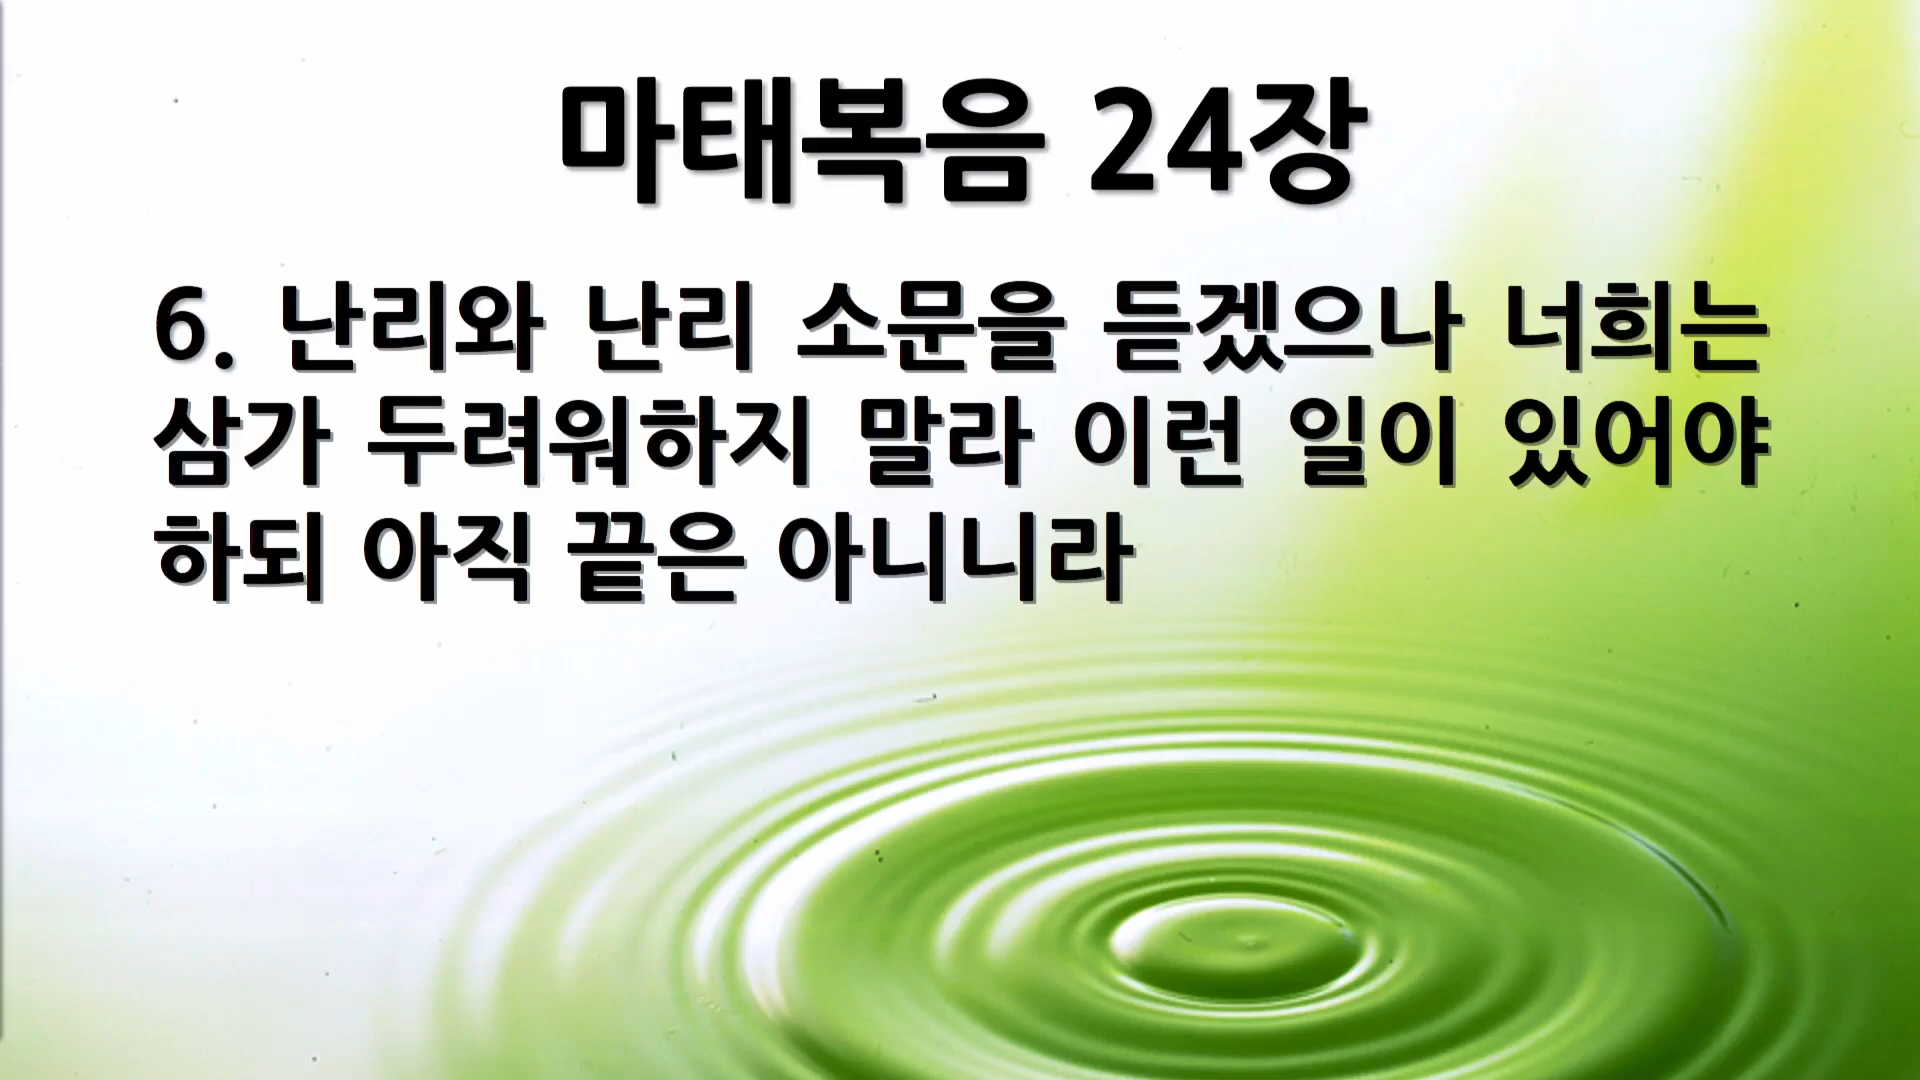 마태복음 24장
6. 난리와 난리 소문을 듣겠으나 너희는
삼가 두려워하지 말라 이런 일이 있어야
하되 아직 끝은 아니니라